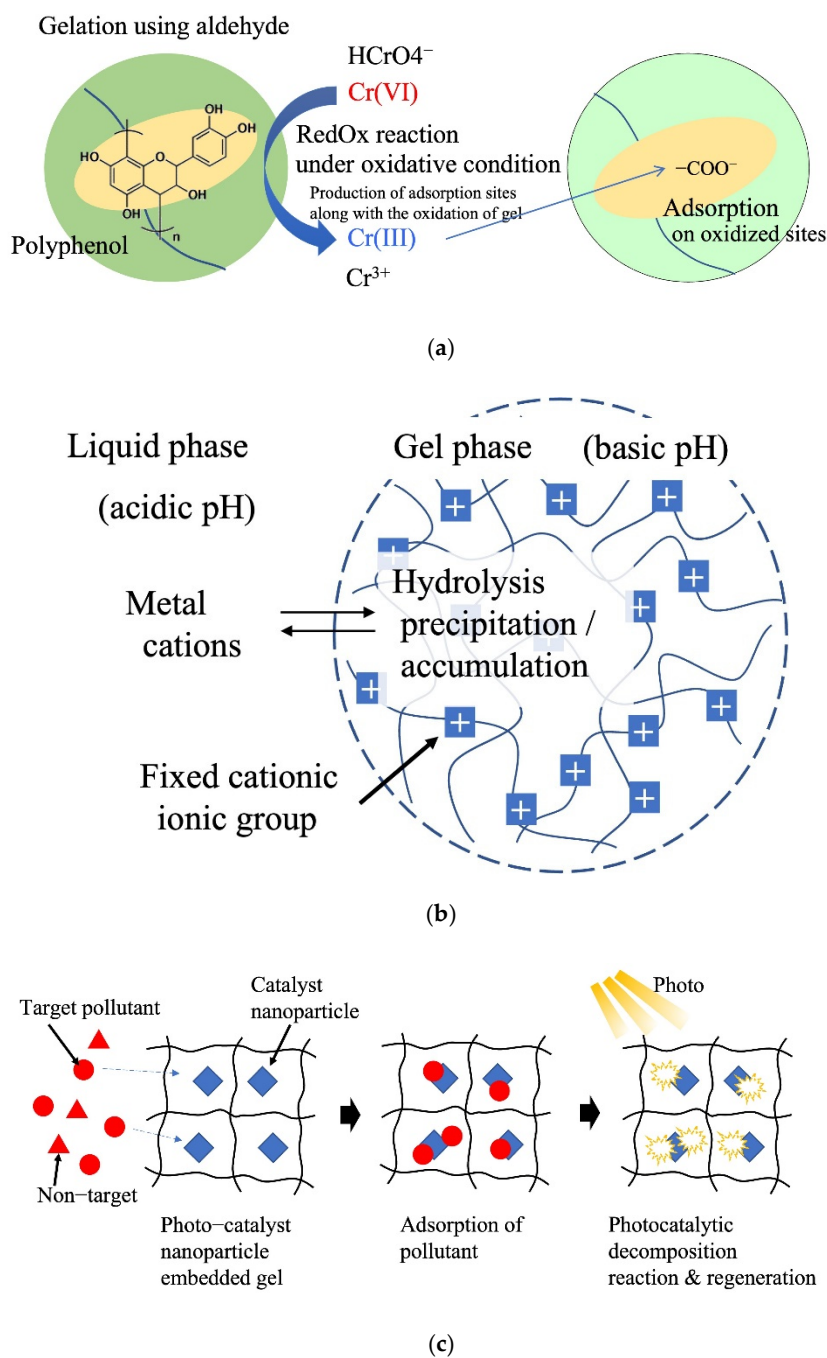 Gelation using aldehyde
HCrO4⁻
Cr(VI)
OH
OH
HO
O
OH
OH
n
Polyphenol
RedOx reaction
under oxidative condition
Production of adsorption sites
along with the oxidation of gel
Cr(III)
Cr³⁺
−COO⁻
Adsorption
on oxidized sites
(a)
Liquid phase
(acidic pH)
Gel phase (basic pH)
Metal
cations
Hydrolysis
precipitation /
accumulation
Fixed cationic
ionic group
(b)
Target pollutant
Catalyst
nanoparticle
Photo
Non−target
Photo−catalyst
nanoparticle
embedded gel
Adsorption of
pollutant
Photocatalytic
decomposition
reaction & regeneration
(c)